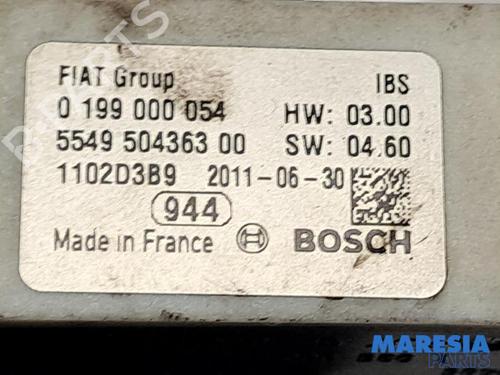 FIAT Group IBS
0 199 000 054 HW: 03.00
5549 504363 00 SW: 04.60
1102D3B9 2011-06-30
944
Made in France BOSCH
MARESIA
PARTS